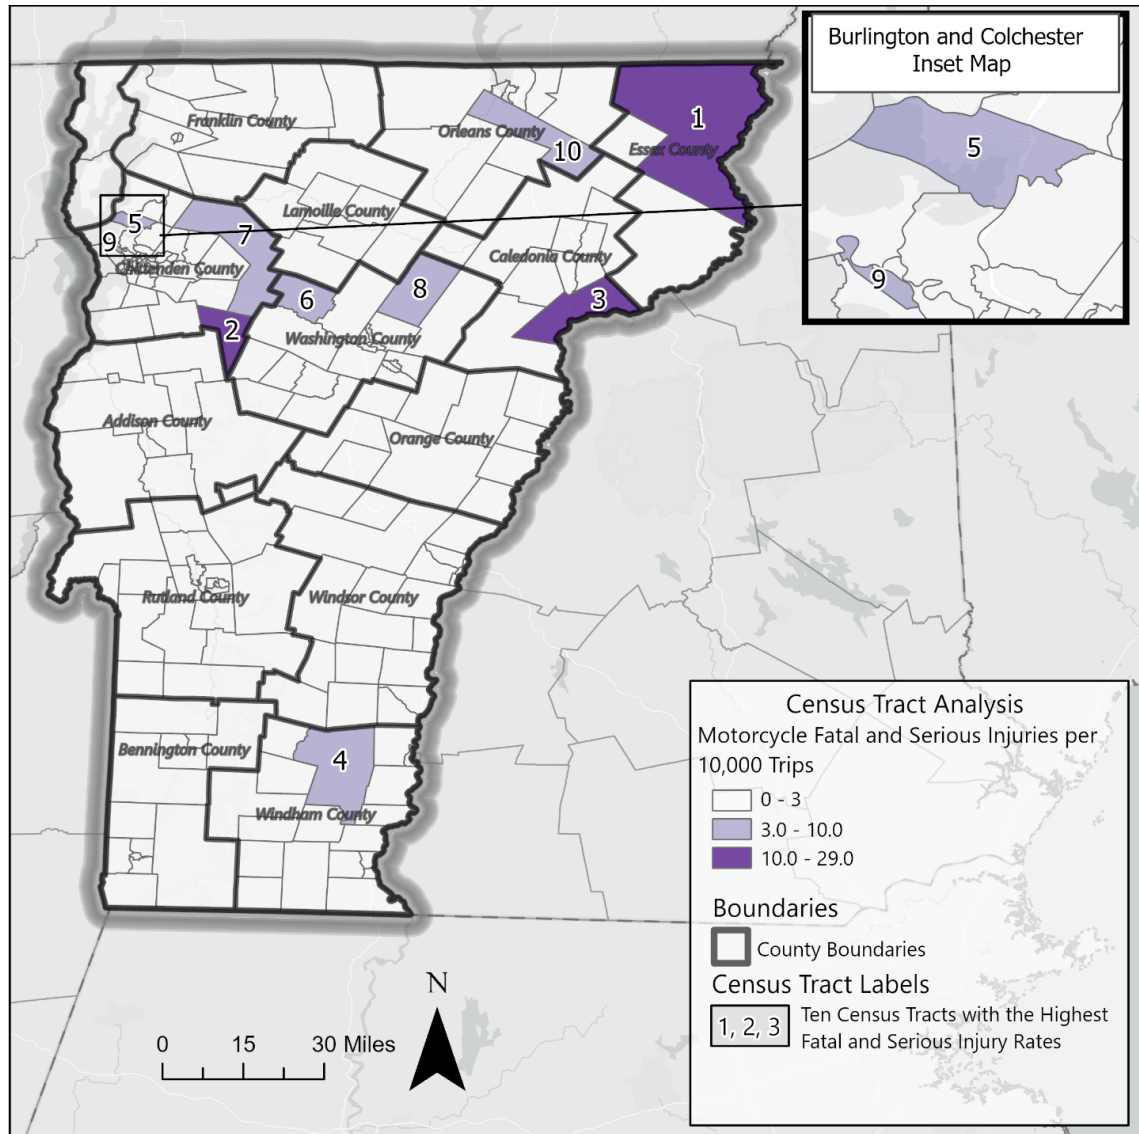 Burlington and Colchester
Inset Map
5
9
1
Franklin County
Orleans County
10
Essex County
Lamoille County
5
7
9
Chittenden County
Caledonia County
6
8
3
2
Washington County
Addison County
Orange County
Rutland County
Windsor County
Bennington County
4
Windham County
Census Tract Analysis
Motorcycle Fatal and Serious Injuries per
10,000 Trips
0 - 3
3.0 - 10.0
10.0 - 29.0
Boundaries
County Boundaries
Census Tract Labels
1, 2, 3
Ten Census Tracts with the Highest
Fatal and Serious Injury Rates
N
0 15 30 Miles